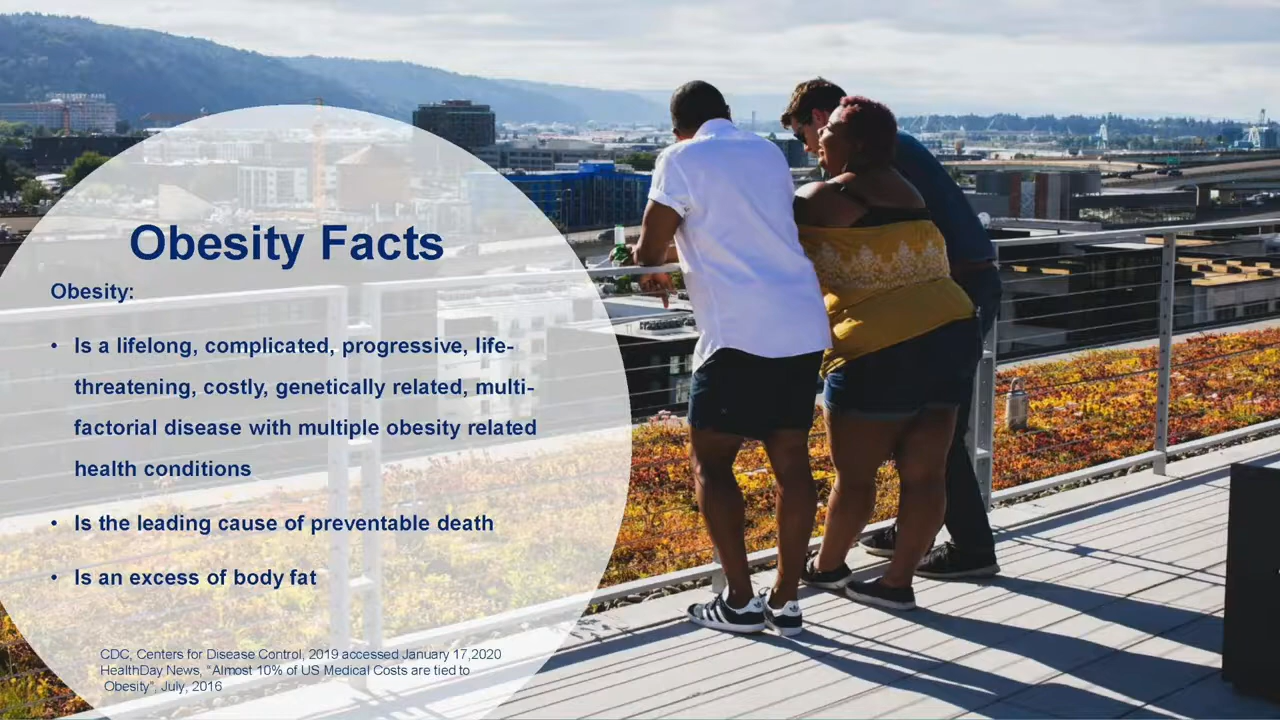 Obesity Facts
Obesity:
• Is a lifelong, complicated, progressive, life-
threatening, costly, genetically related, multi-
factorial disease with multiple obesity related
health conditions
• Is the leading cause of preventable death
• Is an excess of body fat
CDC, Centers for Disease Control, 2019 accessed January 17,2020
HealthDay News, “Almost 10% of US Medical Costs are tied to
Obesity”, July, 2016